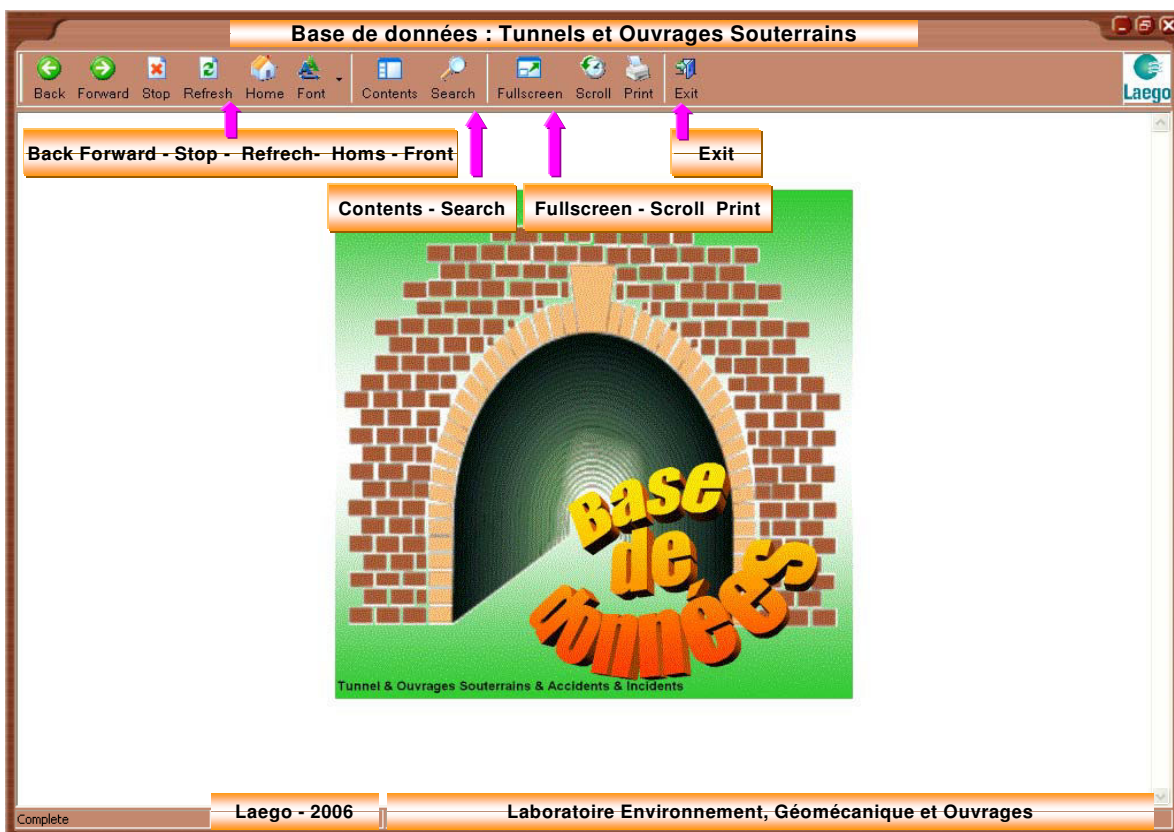 Base de données : Tunnels et Ouvrages Souterrains
Back Forward Stop Refresh Home Font Contents Search Fullscreen Scroll Print Exit
Laego
Back Forward - Stop - Refrech- Homs - Front
Exit
Contents - Search
Fullscreen - Scroll Print
Base
de
données
Tunnel & Ouvrages Souterrains & Accidents & Incidents
Complete
Laego - 2006
Laboratoire Environnement, Géomécanique et Ouvrages